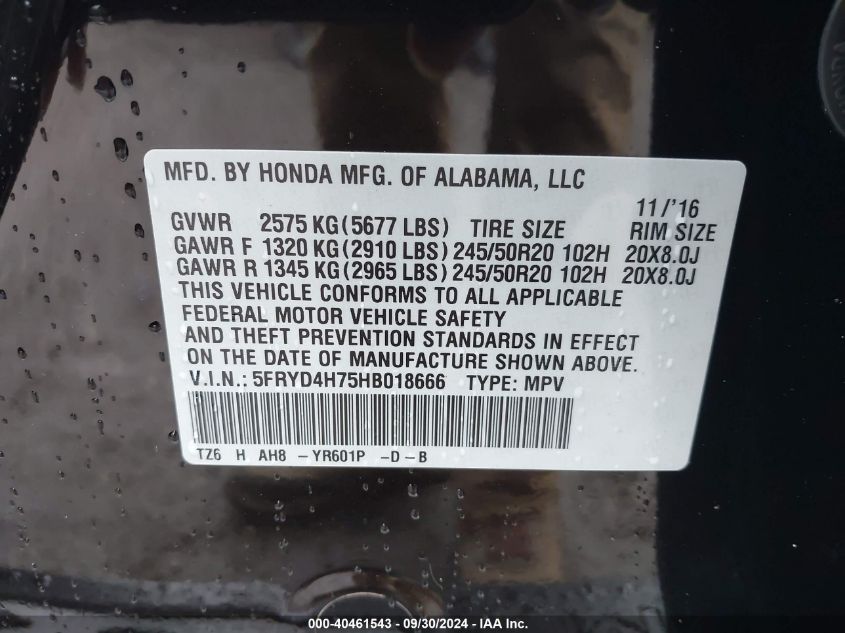 HONDA
MFD. BY HONDA MFG. OF ALABAMA, LLC
11/'16
GVWR 2575 KG (5677 LBS) TIRE SIZE RIM SIZE
GAWR F 1320 KG (2910 LBS) 245/50R20 102H 20X8.0J
GAWR R 1345 KG (2965 LBS) 245/50R20 102H 20X8.0J
THIS VEHICLE CONFORMS TO ALL APPLICABLE
FEDERAL MOTOR VEHICLE SAFETY
AND THEFT PREVENTION STANDARDS IN EFFECT
ON THE DATE OF MANUFACTURE SHOWN ABOVE.
V.I.N.: 5FRYD4H75HB018666 TYPE: MPV
TZ6 H AH8 -YR601P -D-B
000-40461543 - 09/30/2024 - IAA Inc.